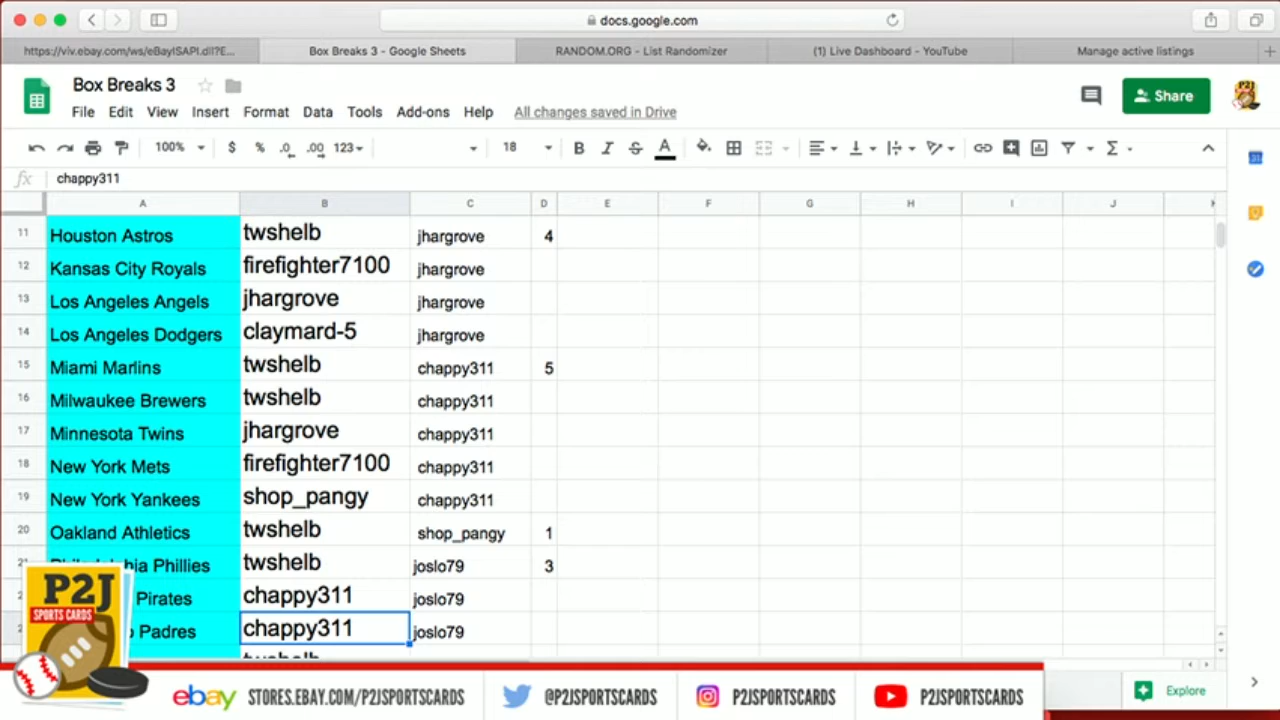 docs.google.com
https://viv.ebay.com/ws/eBayISAPI.dll?E...
Box Breaks 3 - Google Sheets
RANDOM.ORG - List Randomizer
(1) Live Dashboard - YouTube
Manage active listings
Box Breaks 3
File Edit View Insert Format Data Tools Add-ons Help All changes saved in Drive
Share
100% $ % .0 .00 123 18 B I S A Σ
fx chappy311
A B C D E F G H I J
11 Houston Astros twshelb jhargrove 4
12 Kansas City Royals firefighter7100 jhargrove
13 Los Angeles Angels jhargrove jhargrove
14 Los Angeles Dodgers claymard-5 jhargrove
15 Miami Marlins twshelb chappy311 5
16 Milwaukee Brewers twshelb chappy311
17 Minnesota Twins jhargrove chappy311
18 New York Mets firefighter7100 chappy311
19 New York Yankees shop_pangy chappy311
20 Oakland Athletics twshelb shop_pangy 1
Phillies twshelb joslo79 3
Pirates chappy311 joslo79
Padres chappy311 joslo79
twshelb
31
P2J
SPORTS CARDS
ebay STORES.EBAY.COM/P2JSPORTSCARDS
@P2JSPORTSCARDS
P2JSPORTSCARDS
P2JSPORTSCARDS
Explore